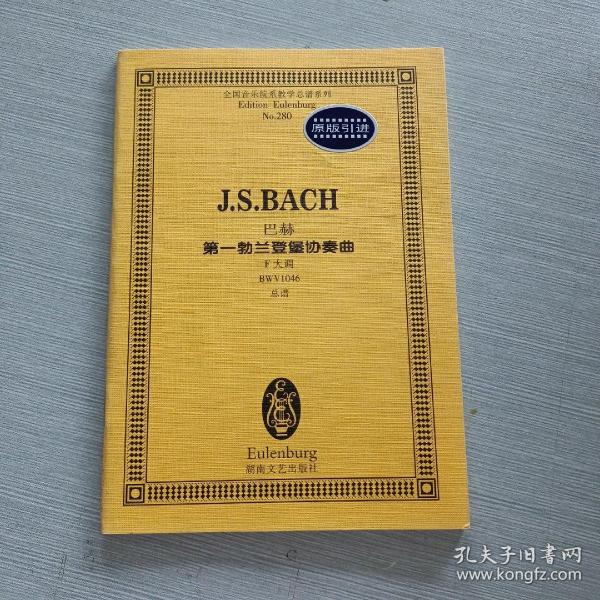 全国音乐院系教学总谱系列
Edition Eulenburg
No.280
原版引进
J.S.BACH
巴赫
第一勃兰登堡协奏曲
F大调
BWV1046
总谱
Eulenburg
湖南文艺出版社
孔夫子旧书网
www.kongfz.com